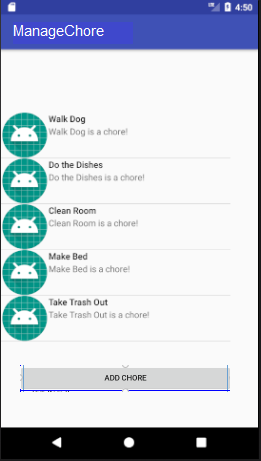 4:50
ManageChore
Walk Dog
Walk Dog is a chore!
Do the Dishes
Do the Dishes is a chore!
Clean Room
Clean Room is a chore!
Make Bed
Make Bed is a chore!
Take Trash Out
Take Trash Out is a chore!
ADD CHORE